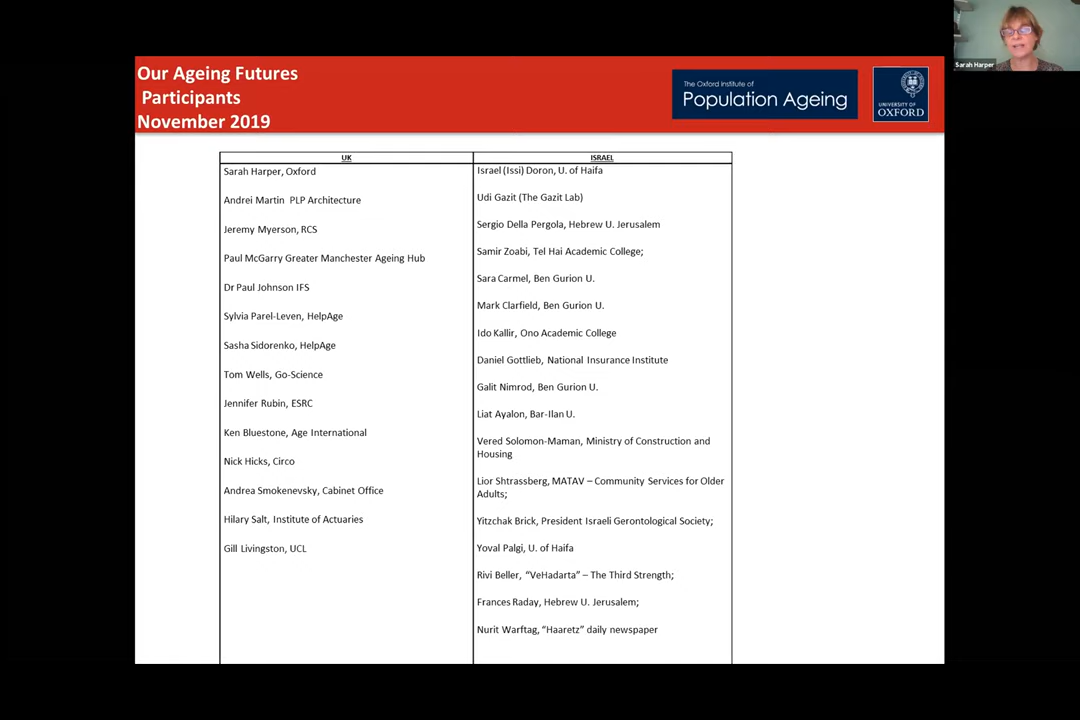 Our Ageing Futures
Participants
November 2019
The Oxford Institute of
Population Ageing
UNIVERSITY OF
OXFORD
Sarah Harper
UK
Sarah Harper, Oxford
Andrei Martin PLP Architecture
Jeremy Myerson, RCS
Paul McGarry Greater Manchester Ageing Hub
Dr Paul Johnson IFS
Sylvia Parel-Leven, HelpAge
Sasha Sidorenko, HelpAge
Tom Wells, Go-Science
Jennifer Rubin, ESRC
Ken Bluestone, Age International
Nick Hicks, Circo
Andrea Smokenevsky, Cabinet Office
Hilary Salt, Institute of Actuaries
Gill Livingston, UCL
ISRAEL
Israel (Issi) Doron, U. of Haifa
Udi Gazit (The Gazit Lab)
Sergio Della Pergola, Hebrew U. Jerusalem
Samir Zoabi, Tel Hai Academic College;
Sara Carmel, Ben Gurion U.
Mark Clarfield, Ben Gurion U.
Ido Kallir, Ono Academic College
Daniel Gottlieb, National Insurance Institute
Galit Nimrod, Ben Gurion U.
Liat Ayalon, Bar-Ilan U.
Vered Solomon-Maman, Ministry of Construction and
Housing
Lior Shtrassberg, MATAV – Community Services for Older
Adults;
Yitzchak Brick, President Israeli Gerontological Society;
Yoval Palgi, U. of Haifa
Rivi Beller, “VeHadarta” – The Third Strength;
Frances Raday, Hebrew U. Jerusalem;
Nurit Warftag, “Haaretz” daily newspaper